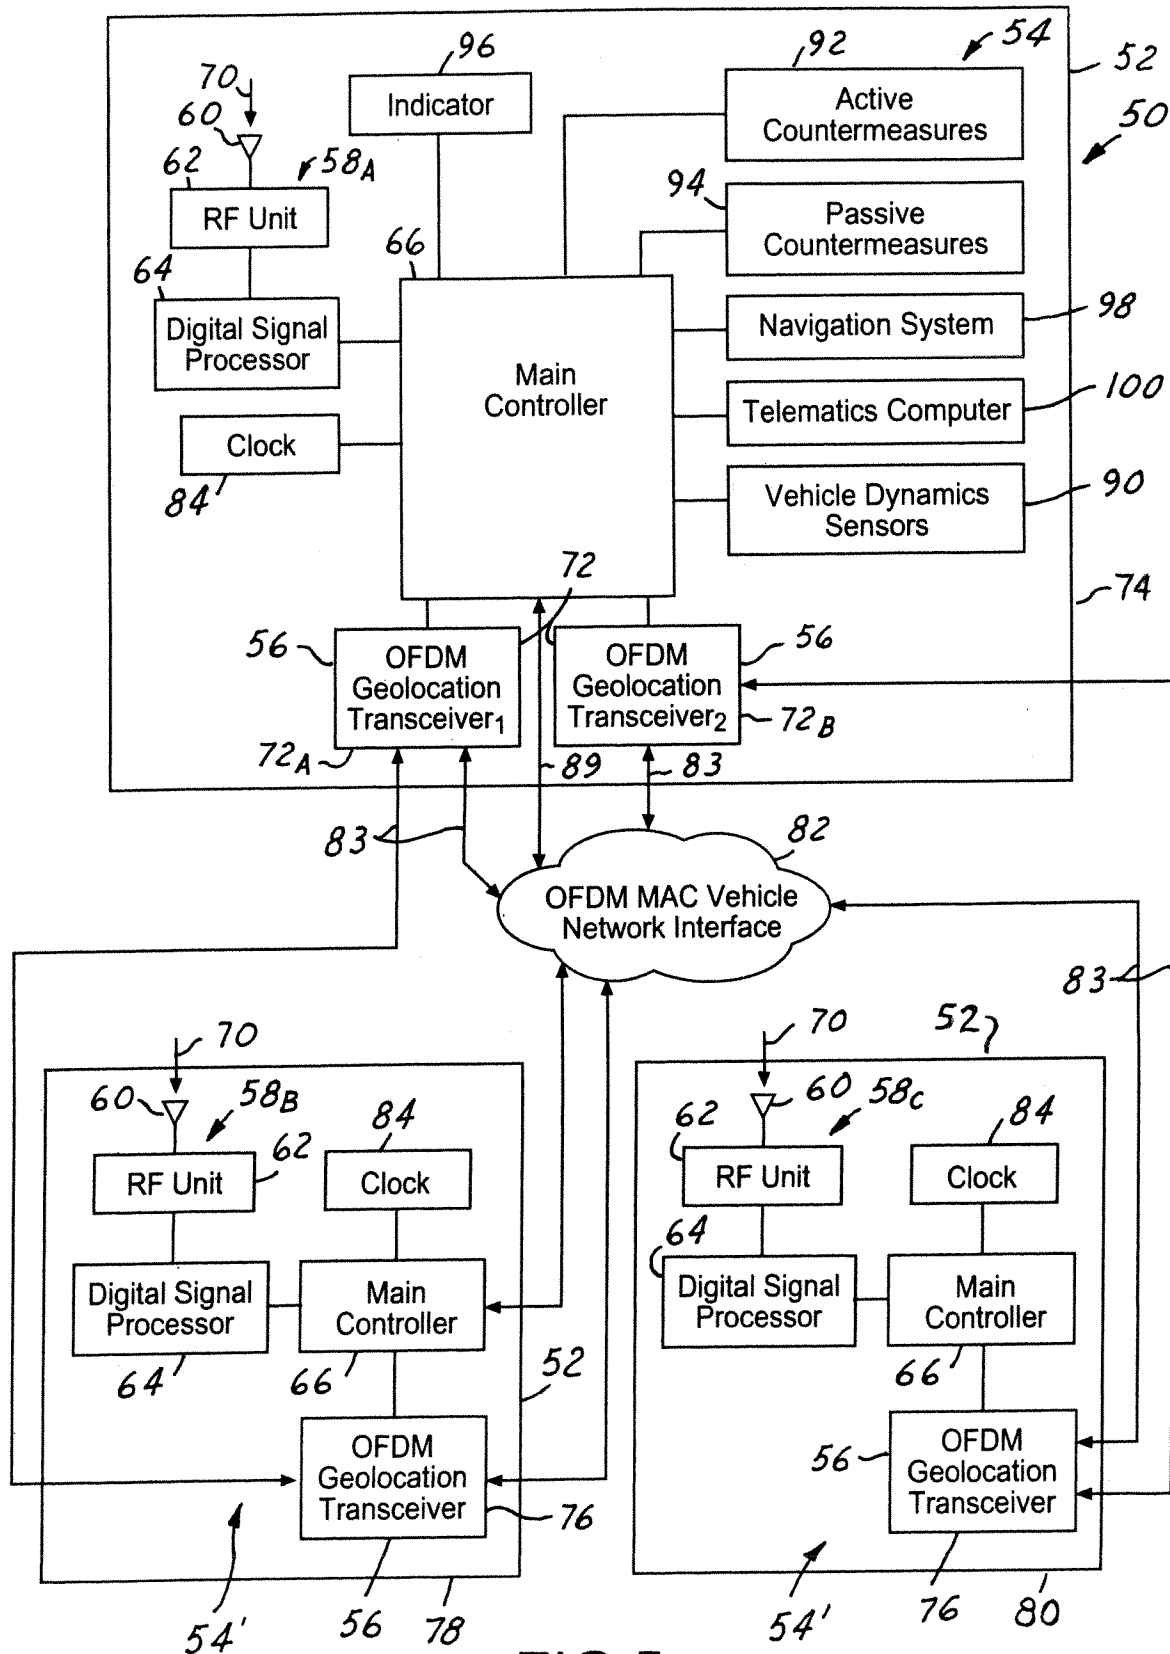 96
92
54
52
70
Indicator
Active
Countermeasures
50
60
62
58A
94
RF Unit
Passive
Countermeasures
66
64
98
Digital Signal
Processor
Navigation System
Main
Controller
100
Telematics Computer
Clock
90
84
Vehicle Dynamics
Sensors
72
74
56
OFDM
Geolocation
Transceiver1
OFDM
Geolocation
Transceiver2
56
72A
89
83
72B
83
82
OFDM MAC Vehicle
Network Interface
83
70
70
52
60
58B
84
62
60
58C
84
62
RF Unit
Clock
RF Unit
Clock
64
Digital Signal
Processor
Main
Controller
Digital Signal
Processor
Main
Controller
64
66
52
66
OFDM
Geolocation
Transceiver
56
OFDM
Geolocation
Transceiver
76
54'
56
78
54'
76
80